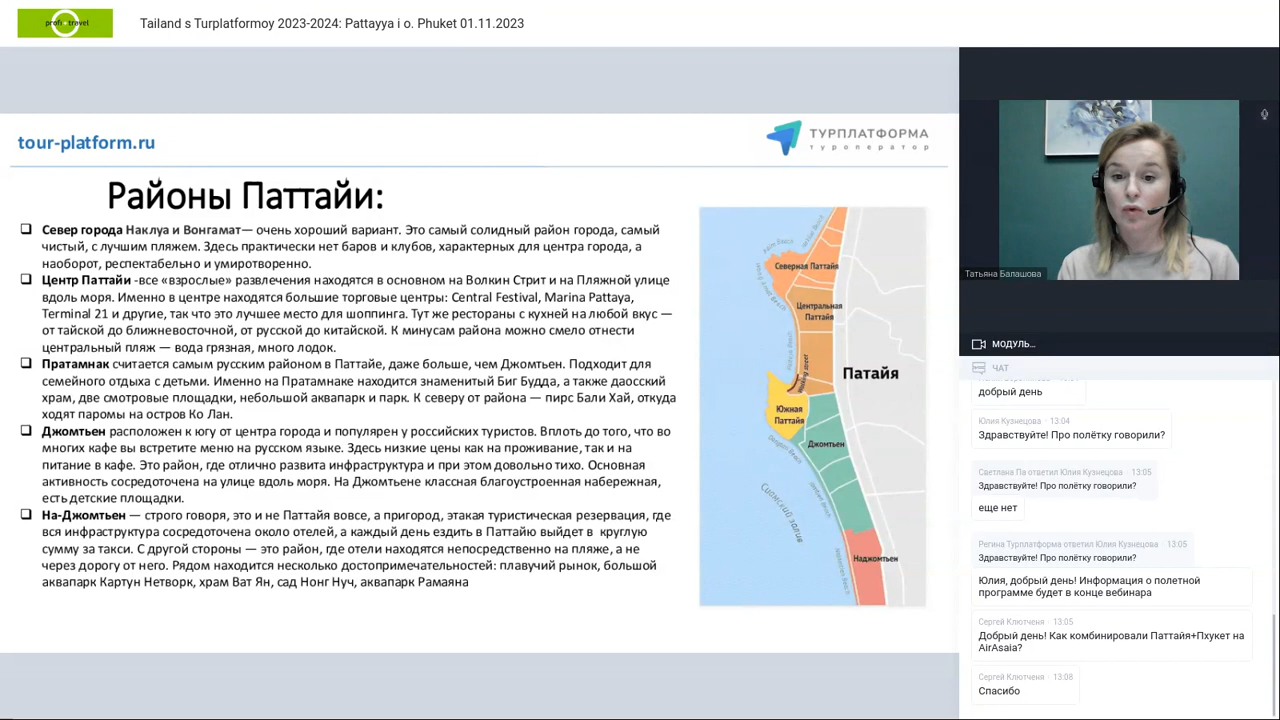 profi travel
Tailand s Turplatformoy 2023-2024: Pattayya i o. Phuket 01.11.2023
tour-platform.ru
ТУРПЛАТФОРМА
туроператор
Районы Паттайи:
Север города Наклуа и Вонгамат— очень хороший вариант. Это самый солидный район города, самый
чистый, с лучшим пляжем. Здесь практически нет баров и клубов, характерных для центра города, а
наоборот, респектабельно и умиротворенно.
Центр Паттайи -все «взрослые» развлечения находятся в основном на Волкин Стрит и на Пляжной улице
вдоль моря. Именно в центре находятся большие торговые центры: Central Festival, Marina Pattaya,
Terminal 21 и другие, так что это лучшее место для шоппинга. Тут же рестораны с кухней на любой вкус —
от тайской до ближневосточной, от русской до китайской. К минусам района можно смело отнести
центральный пляж — вода грязная, много лодок.
Пратамнак считается самым русским районом в Паттайе, даже больше, чем Джомтьен. Подходит для
семейного отдыха с детьми. Именно на Пратамнаке находится знаменитый Биг Будда, а также даосский
храм, две смотровые площадки, небольшой аквапарк и парк. К северу от района — пирс Бали Хай, откуда
ходят паромы на остров Ко Лан.
Джомтьен расположен к югу от центра города и популярен у российских туристов. Вплоть до того, что во
многих кафе вы встретите меню на русском языке. Здесь низкие цены как на проживание, так и на
питание в кафе. Это район, где отлично развита инфраструктура и при этом довольно тихо. Основная
активность сосредоточена на улице вдоль моря. На Джомтьене классная благоустроенная набережная,
есть детские площадки.
На-Джомтьен — строго говоря, это и не Паттайя вовсе, а пригород, этакая туристическая резервация, где
вся инфраструктура сосредоточена около отелей, а каждый день ездить в Паттайю выйдет в круглую
сумму за такси. С другой стороны — это район, где отели находятся непосредственно на пляже, а не
через дорогу от него. Рядом находится несколько достопримечательностей: плавучий рынок, большой
аквапарк Картун Нетворк, храм Ват Ян, сад Нонг Нуч, аквапарк Рамаяна
Северная Паттайя
Центральная
Паттайя
Патайя
Южная
Паттайя
Джомтьен
Сиамский залив
Наджомтьен
Татьяна Балашова
МОДУЛЬ...
ЧАТ
добрый день
Юлия Кузнецова · 13:04
Здравствуйте! Про полётку говорили?
Светлана Па ответил Юлия Кузнецова · 13:05
Здравствуйте! Про полётку говорили?
еще нет
Регина Турплатформа ответил Юлия Кузнецова · 13:05
Здравствуйте! Про полётку говорили?
Юлия, добрый день! Информация о полетной
программе будет в конце вебинара
Сергей Клютченя · 13:05
Добрый день! Как комбинировали Паттайя+Пхукет на
AirAsaia?
Сергей Клютченя · 13:08
Спасибо